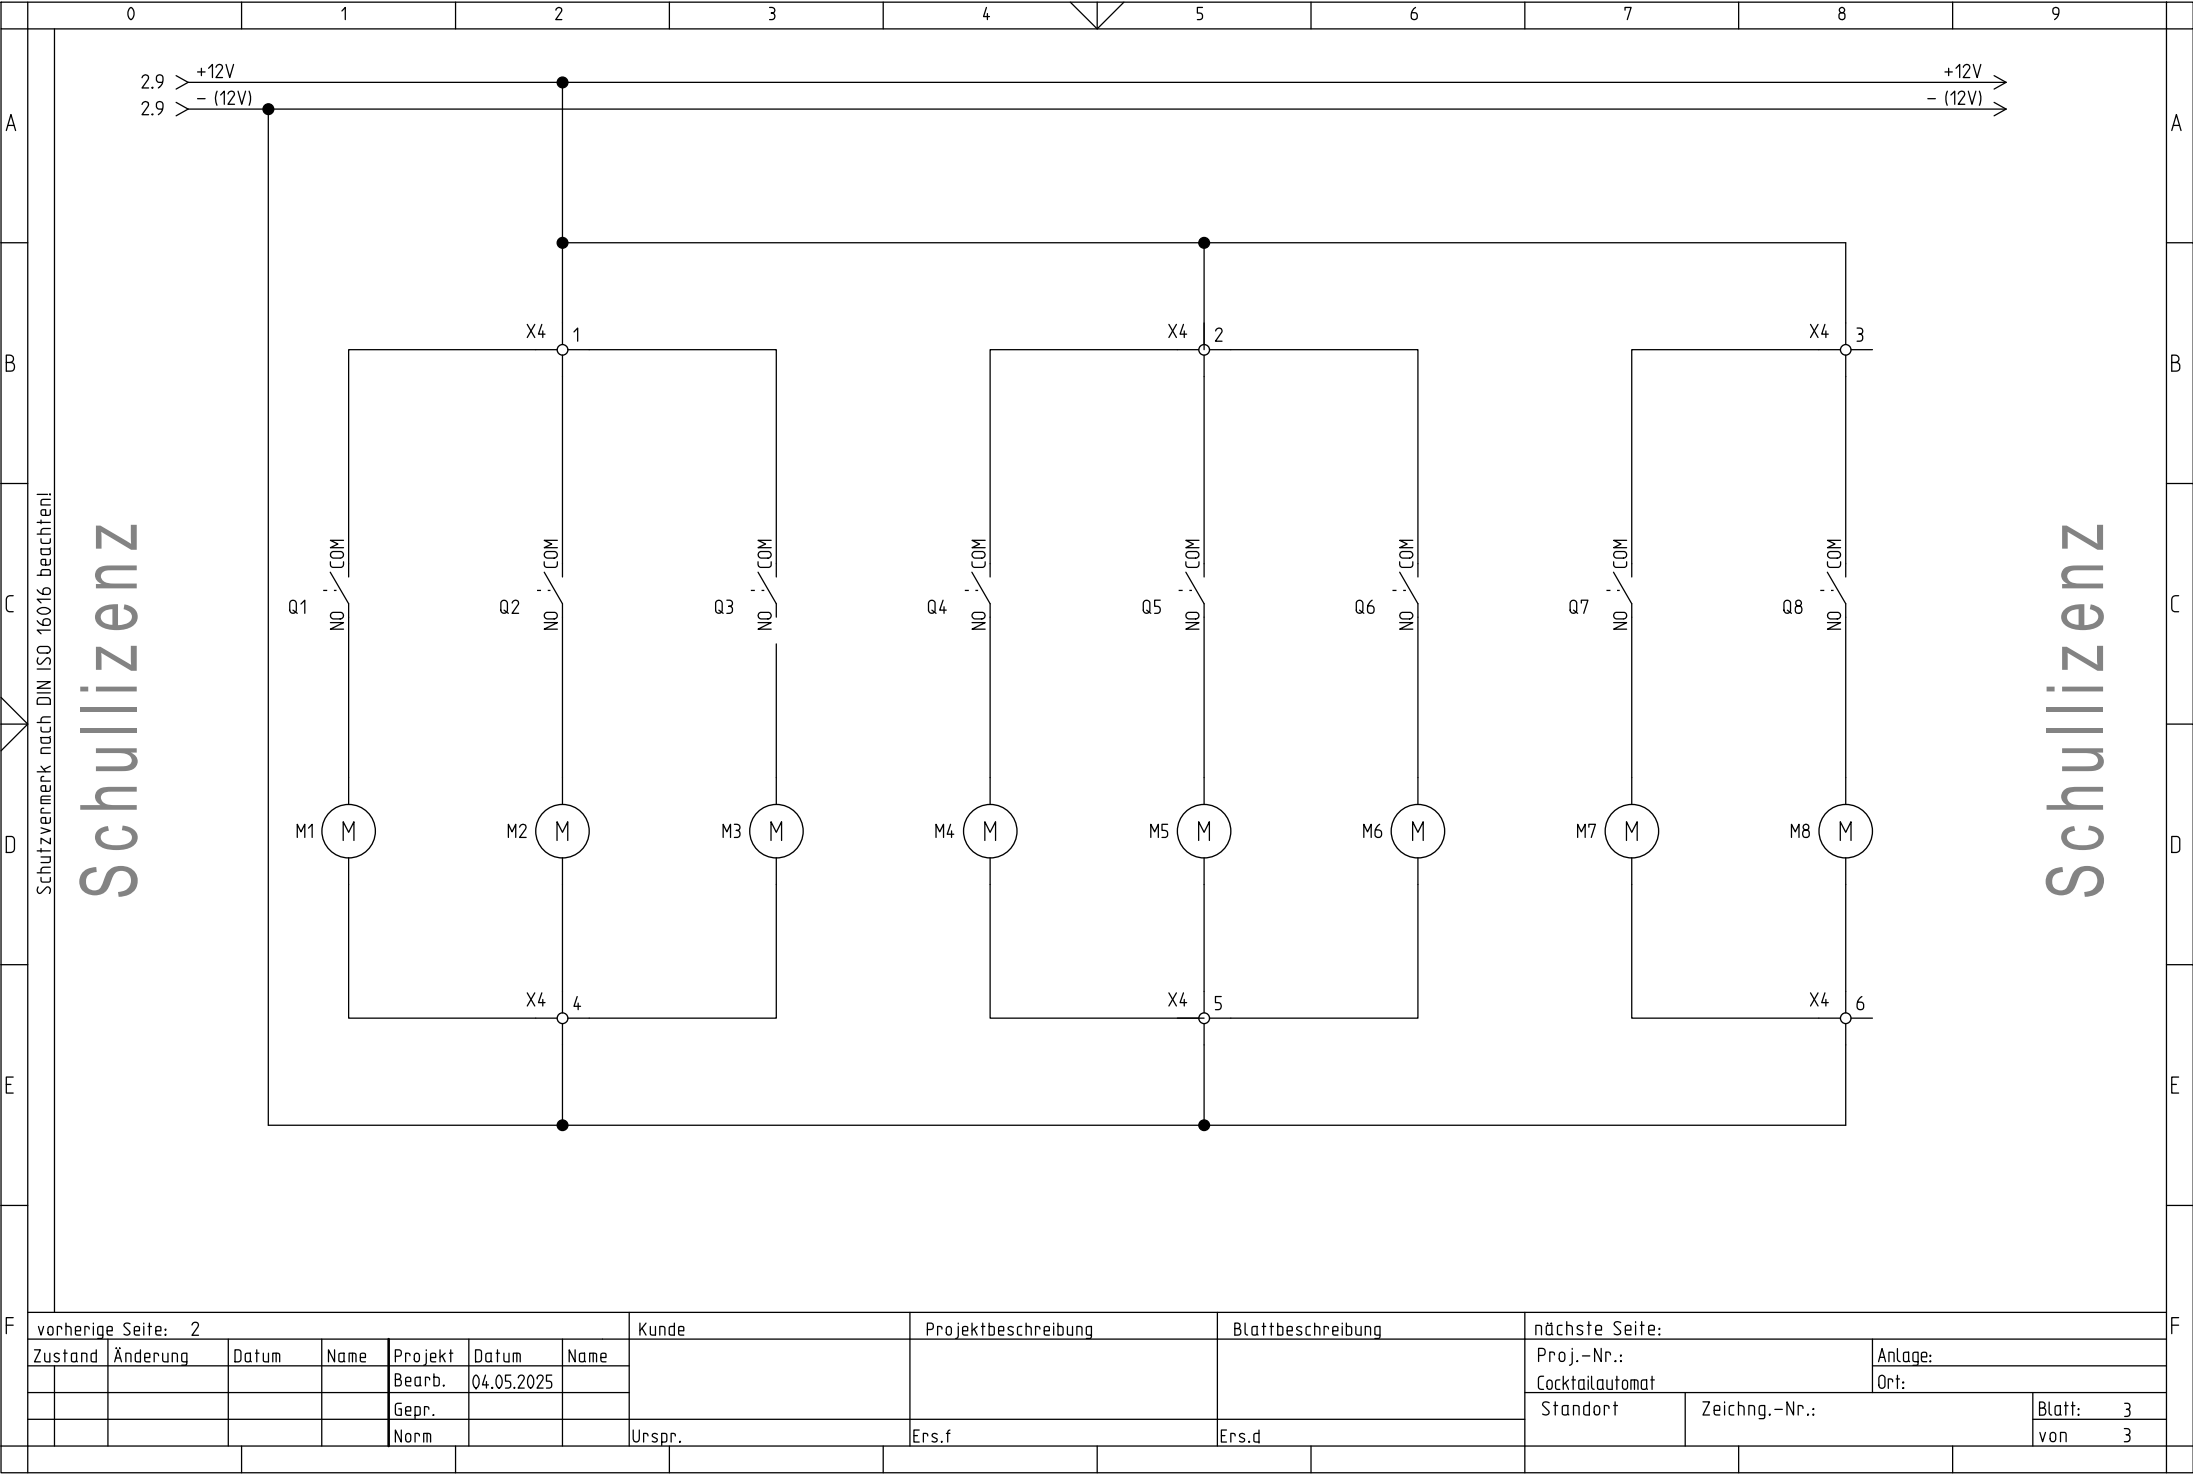 0 1 2 3 4 5 6 7 8 9
2.9 +12V +12V
2.9 - (12V) - (12V)
A A
X4 1 X4 2 X4 3
B B
COM COM COM COM COM COM COM COM
Q1 Q2 Q3 Q4 Q5 Q6 Q7 Q8
NO NO NO NO NO NO NO NO
C C
Schutzvermerk nach DIN ISO 16016 beachten!
Schullizenz Schullizenz
M1 M M2 M M3 M M4 M M5 M M6 M M7 M M8 M
D D
X4 4 X4 5 X4 6
E E
F F
vorherige Seite: 2 Kunde Projektbeschreibung Blattbeschreibung nächste Seite:
Zustand Änderung Datum Name Projekt Datum Name Proj.-Nr.: Anlage:
Bearb. 04.05.2025 Cocktailautomat Ort:
Gepr. Standort Zeichng.-Nr.: Blatt: 3
Norm Urspr. Ers.f Ers.d von 3